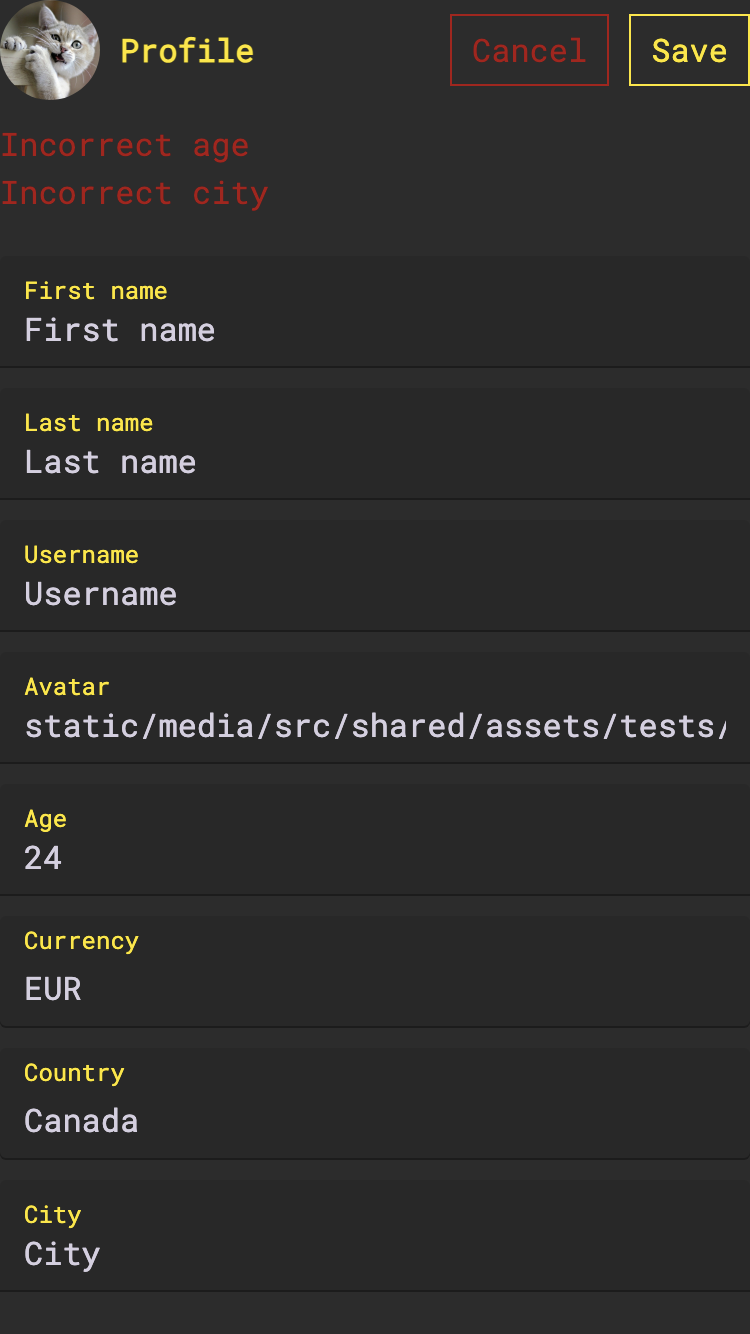 Profile
Cancel
Save
Incorrect age
Incorrect city
First name
First name
Last name
Last name
Username
Username
Avatar
static/media/src/shared/assets/tests/
Age
24
Currency
EUR
Country
Canada
City
City